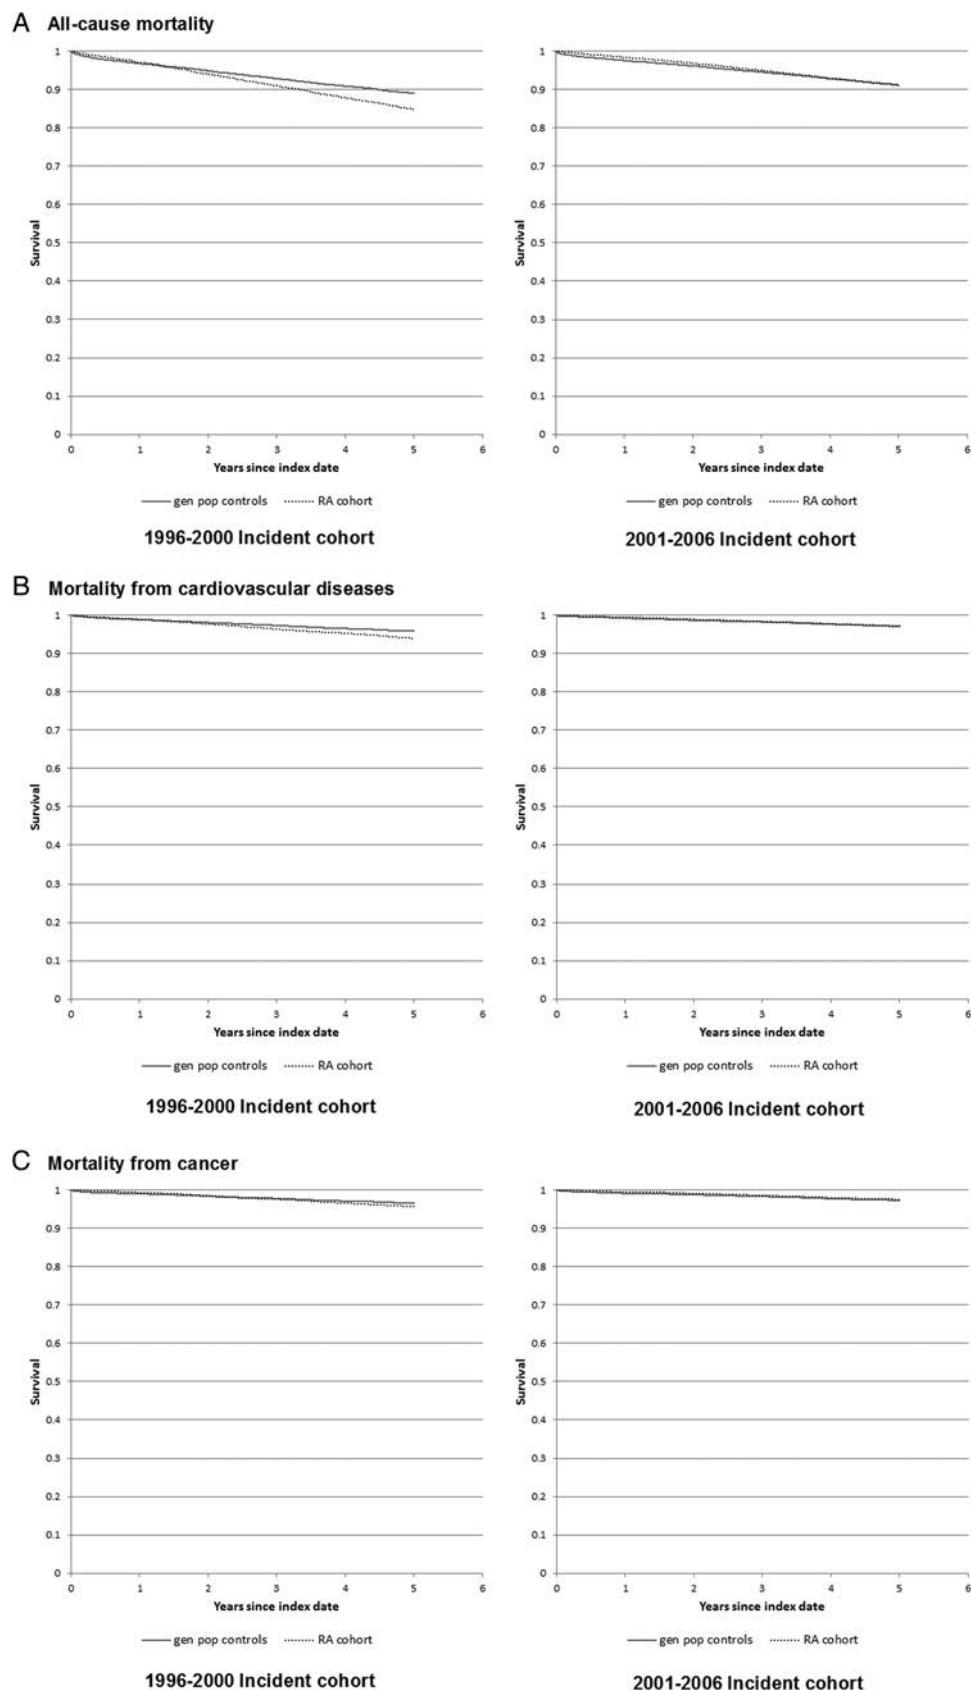 A All-cause mortality
1
0.9
0.8
0.7
0.6
0.5
0.4
0.3
0.2
0.1
0
Survival
0 1 2 3 4 5 6
Years since index date
gen pop controls RA cohort
1996-2000 Incident cohort
1
0.9
0.8
0.7
0.6
0.5
0.4
0.3
0.2
0.1
0
Survival
0 1 2 3 4 5 6
Years since index date
gen pop controls RA cohort
2001-2006 Incident cohort
B Mortality from cardiovascular diseases
1
0.9
0.8
0.7
0.6
0.5
0.4
0.3
0.2
0.1
0
Survival
0 1 2 3 4 5 6
Years since index date
gen pop controls RA cohort
1996-2000 Incident cohort
1
0.9
0.8
0.7
0.6
0.5
0.4
0.3
0.2
0.1
0
Survival
0 1 2 3 4 5 6
Years since index date
gen pop controls RA cohort
2001-2006 Incident cohort
C Mortality from cancer
1
0.9
0.8
0.7
0.6
0.5
0.4
0.3
0.2
0.1
0
Survival
0 1 2 3 4 5 6
Years since index date
gen pop controls RA cohort
1996-2000 Incident cohort
1
0.9
0.8
0.7
0.6
0.5
0.4
0.3
0.2
0.1
0
Survival
0 1 2 3 4 5 6
Years since index date
gen pop controls RA cohort
2001-2006 Incident cohort